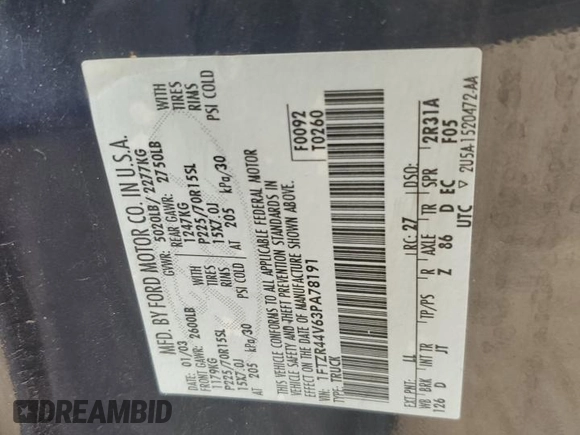 MFD. BY FORD MOTOR CO. IN U.S.A.
DATE: 01/03 GVWR: 5020LB/ 2277KG
FRONT GAWR: 2600LB REAR GAWR: 2750LB
1179KG WITH 1247KG WITH
P225/70R15SL TIRES P225/70R15SL TIRES
15X7.0J RIMS 15X7.0J RIMS
AT 205 kPa/30 PSI COLD AT 205 kPa/30 PSI COLD
THIS VEHICLE CONFORMS TO ALL APPLICABLE FEDERAL MOTOR
VEHICLE SAFETY AND THEFT PREVENTION STANDARDS IN
EFFECT ON THE DATE OF MANUFACTURE SHOWN ABOVE.
VIN: 1FTZR44V63PA78191 F0092
TYPE: TRUCK T0260
EXT PNT: LL RC: 27 DSO:
WB BRK INT TR TP/PS R AXLE TR SPR 2R31A
126 D JT Z 86 D EC F05
UTC ▽ 2U5A-1520472-AA
DREAMBID